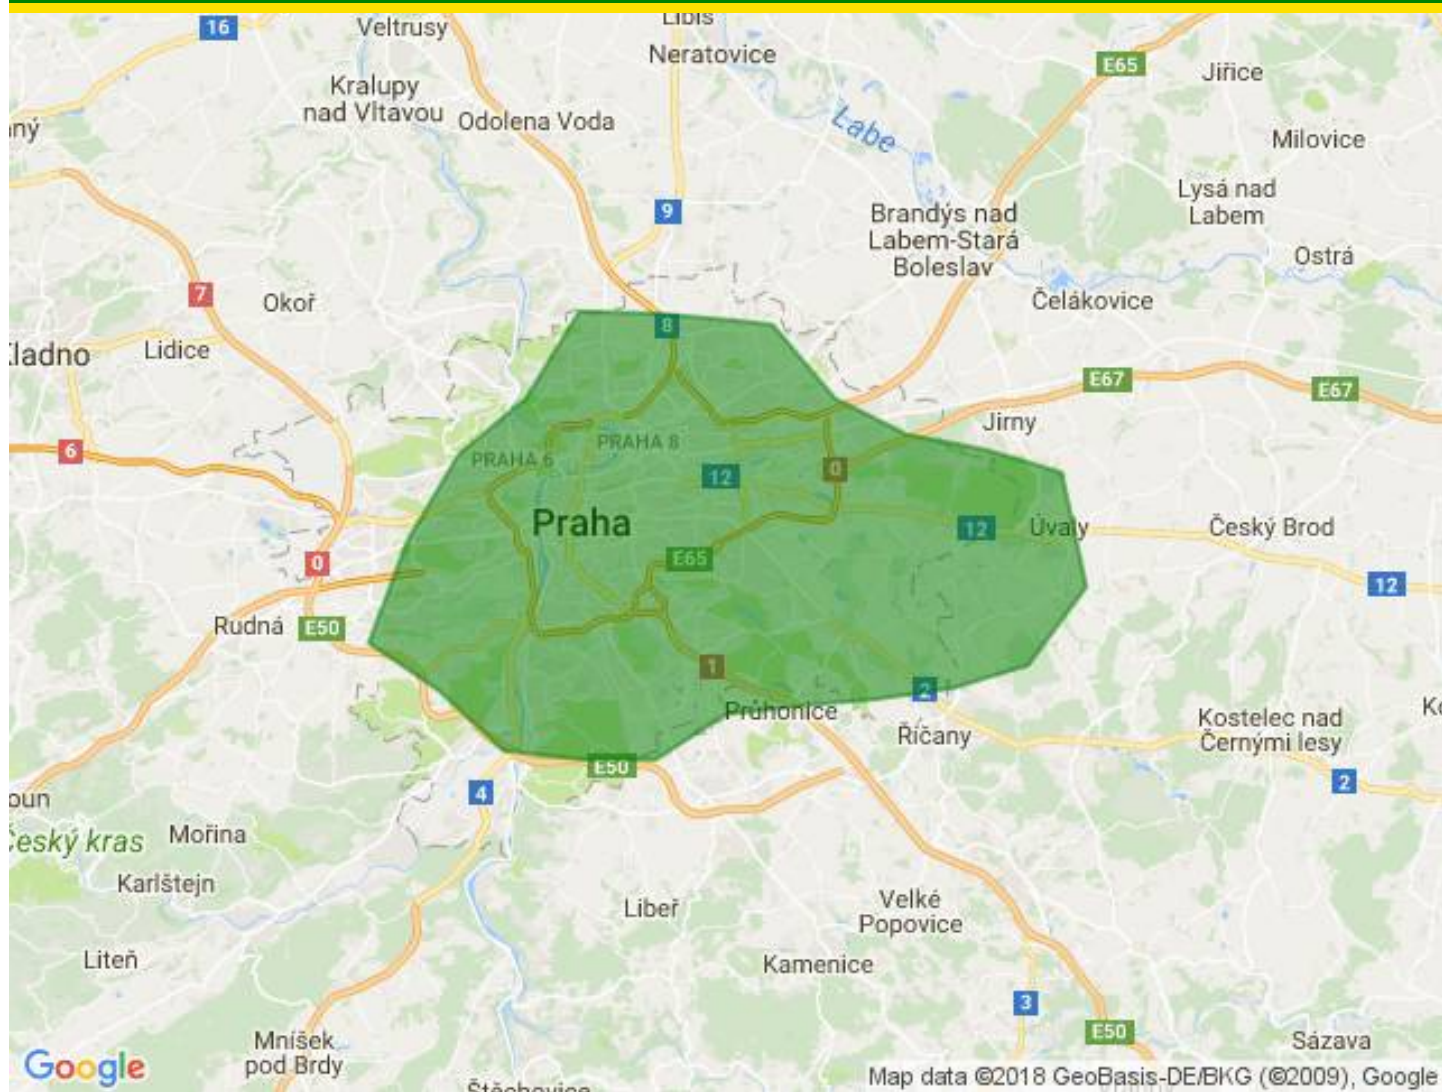 16
Veltrusy
Neratovice
E65
Jiřice
Kralupy
nad Vltavou
Odolena Voda
Labe
Milovice
Lysá nad
Labem
9
Brandýs nad
Labem-Stará
Boleslav
Ostrá
7
Okoř
Čelákovice
8
Lidice
E67
E67
Jirny
6
PRAHA 8
PRAHA 6
12
0
Praha
12
Úvaly
Český Brod
E65
0
12
Rudná
E50
1
2
Průhonice
Říčany
Kostelec nad
Černými lesy
E50
4
2
Mořina
Karlštejn
Libeř
Velké
Popovice
Liteň
Kamenice
3
E50
Mníšek
pod Brdy
Sázava
Google
Map data ©2018 GeoBasis-DE/BKG (©2009), Google